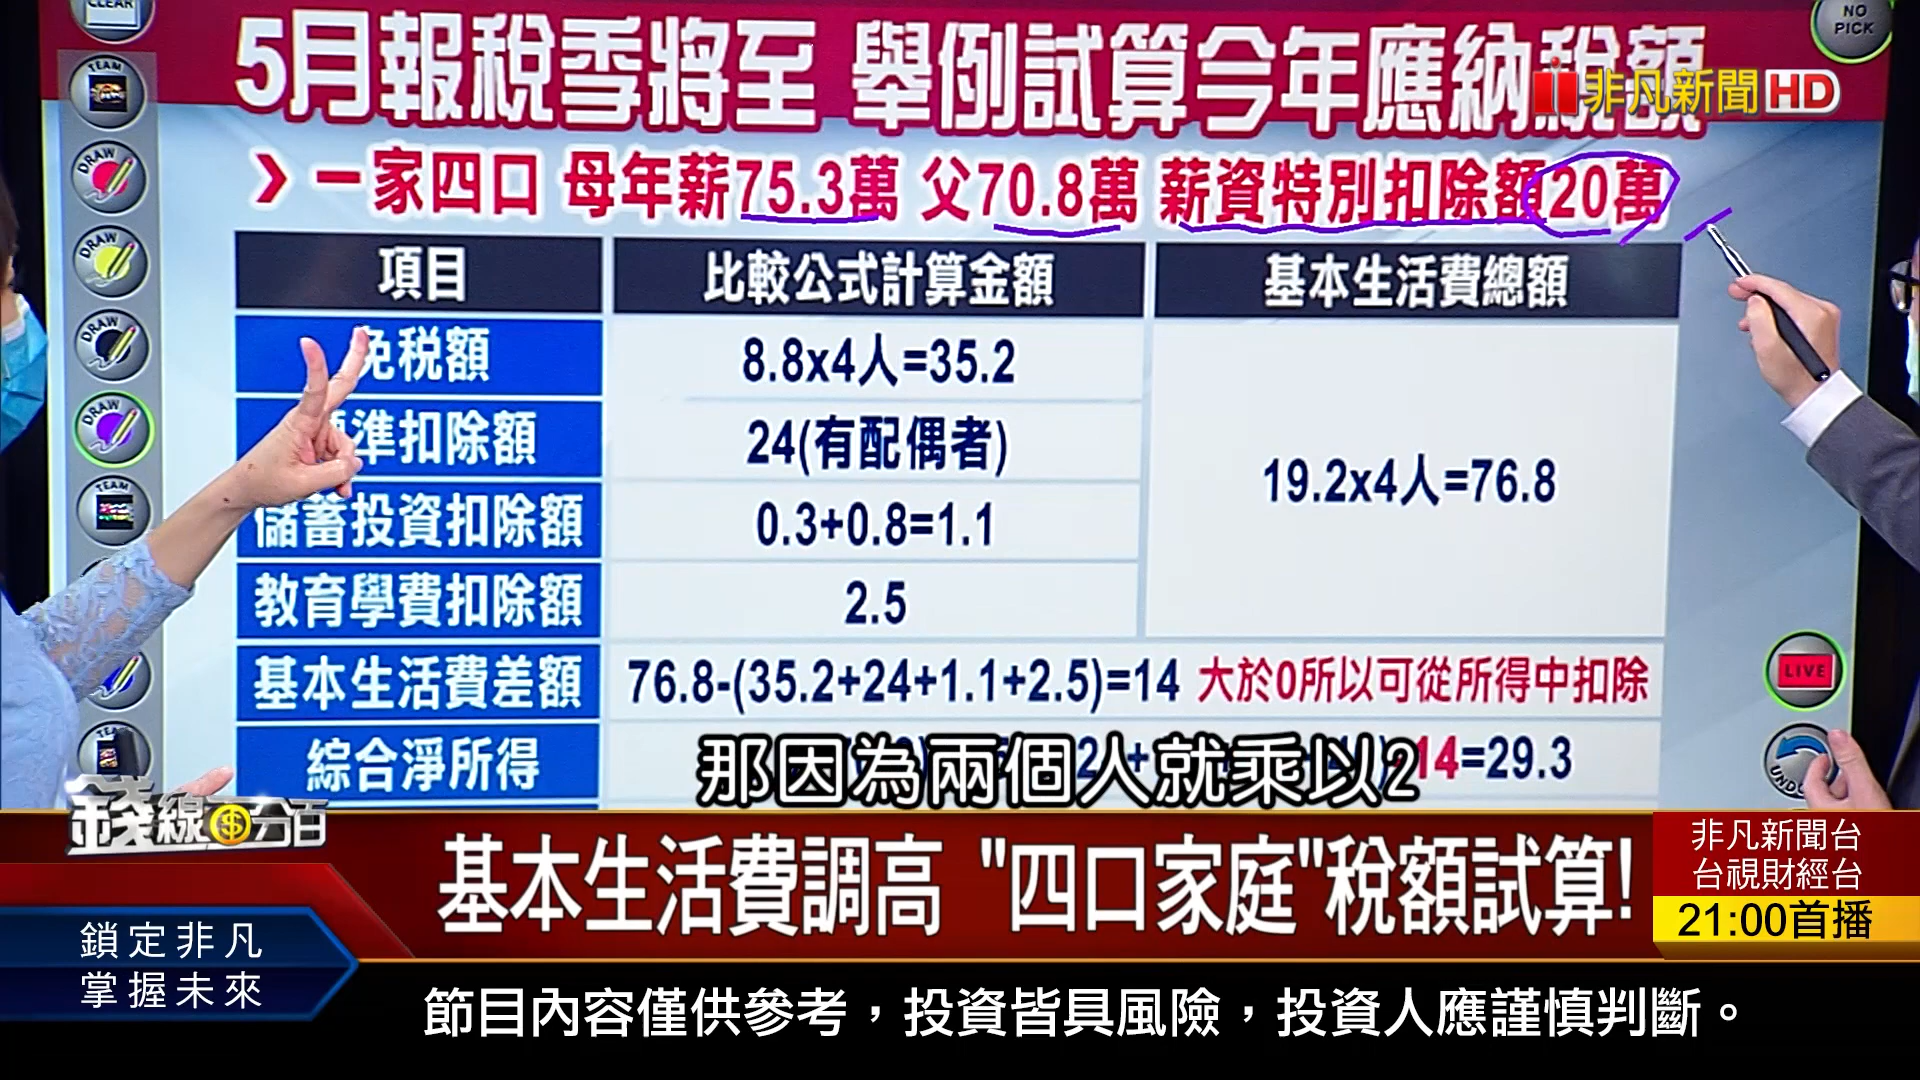 CLEAR
NO PICK
5月報稅季將至 舉例試算今年應納稅額
非凡新聞HD
一家四口 母年薪75.3萬 父70.8萬 薪資特別扣除額20萬
TEAM
DRAW
DRAW
DRAW
DRAW
TEAM
項目 比較公式計算金額 基本生活費總額
免稅額 8.8x4人=35.2
準扣除額 24(有配偶者)
19.2x4人=76.8
儲蓄投資扣除額 0.3+0.8=1.1
教育學費扣除額 2.5
基本生活費差額 76.8-(35.2+24+1.1+2.5)=14 大於0所以可從所得中扣除
LIVE
綜合淨所得 14=29.3
UNDO
那因為兩個人就乘以2
錢線百分百
基本生活費調高 "四口家庭"稅額試算!
非凡新聞台
台視財經台
21:00首播
鎖定非凡
掌握未來
節目內容僅供參考，投資皆具風險，投資人應謹慎判斷。